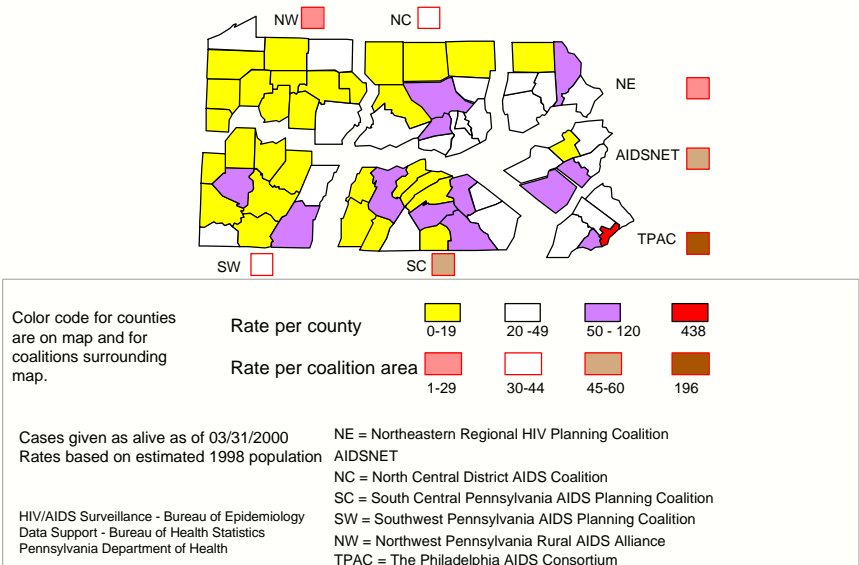 NW
NC
NE
AIDSNET
TPAC
SW
SC
Color code for counties
are on map and for
coalitions surrounding
map.
Rate per county
0-19
20 -49
50 - 120
438
Rate per coalition area
1-29
30-44
45-60
196
Cases given as alive as of 03/31/2000
Rates based on estimated 1998 population
HIV/AIDS Surveillance - Bureau of Epidemiology
Data Support - Bureau of Health Statistics
Pennsylvania Department of Health
NE = Northeastern Regional HIV Planning Coalition
AIDSNET
NC = North Central District AIDS Coalition
SC = South Central Pennsylvania AIDS Planning Coalition
SW = Southwest Pennsylvania AIDS Planning Coalition
NW = Northwest Pennsylvania Rural AIDS Alliance
TPAC = The Philadelphia AIDS Consortium